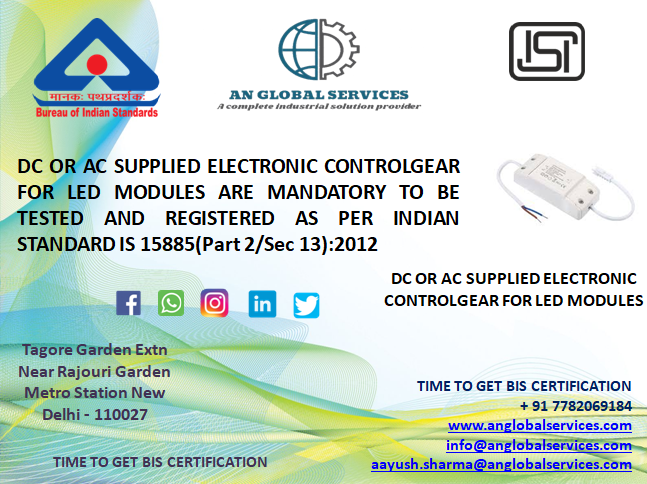 मानकः पथप्रदर्शकः
Bureau of Indian Standards
AN GLOBAL SERVICES
A complete industrial solution provider
ISI
DC OR AC SUPPLIED ELECTRONIC CONTROLGEAR
FOR LED MODULES ARE MANDATORY TO BE
TESTED AND REGISTERED AS PER INDIAN
STANDARD IS 15885(Part 2/Sec 13):2012
DC OR AC SUPPLIED ELECTRONIC
CONTROLGEAR FOR LED MODULES
Tagore Garden Extn
Near Rajouri Garden
Metro Station New
Delhi - 110027
TIME TO GET BIS CERTIFICATION
TIME TO GET BIS CERTIFICATION
+ 91 7782069184
www.anglobalservices.com
info@anglobalservices.com
aayush.sharma@anglobalservices.com